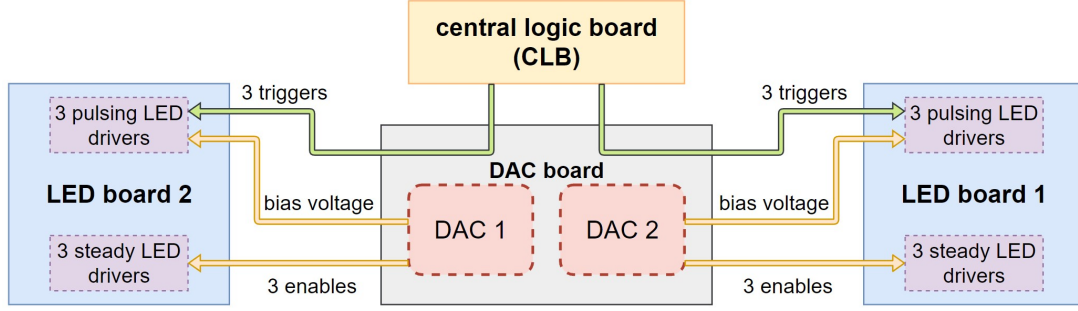 central logic board
(CLB)
3 triggers
3 triggers
3 pulsing LED
drivers
3 pulsing LED
drivers
DAC board
LED board 2
LED board 1
bias voltage
bias voltage
DAC 1
DAC 2
3 steady LED
drivers
3 steady LED
drivers
3 enables
3 enables